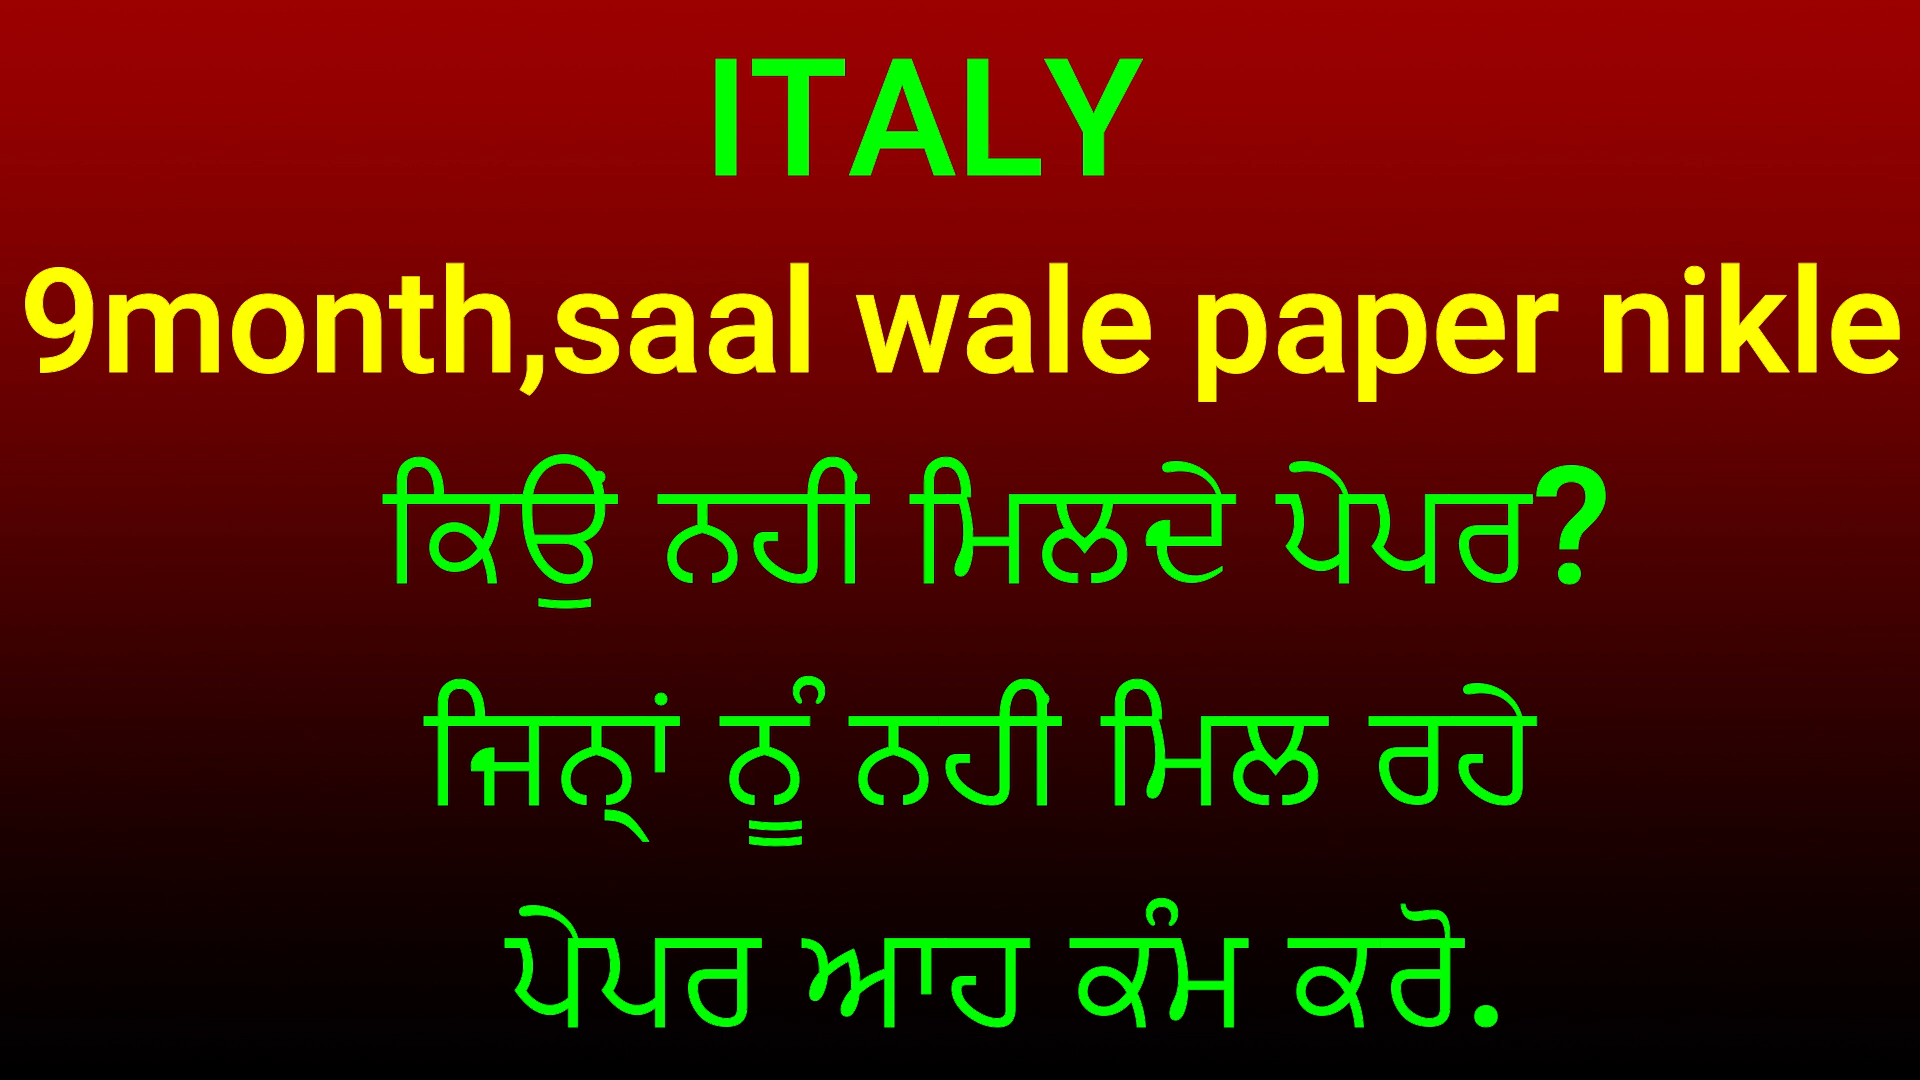 ITALY
9month,saal wale paper nikle
ਕਿਉਂ ਨਹੀ ਮਿਲਦੇ ਪੇਪਰ?
ਜਿਨ੍ਹਾਂ ਨੂੰ ਨਹੀਂ ਮਿਲ ਰਹੇ
ਪੇਪਰ ਆਹ ਕੰਮ ਕਰੋ.